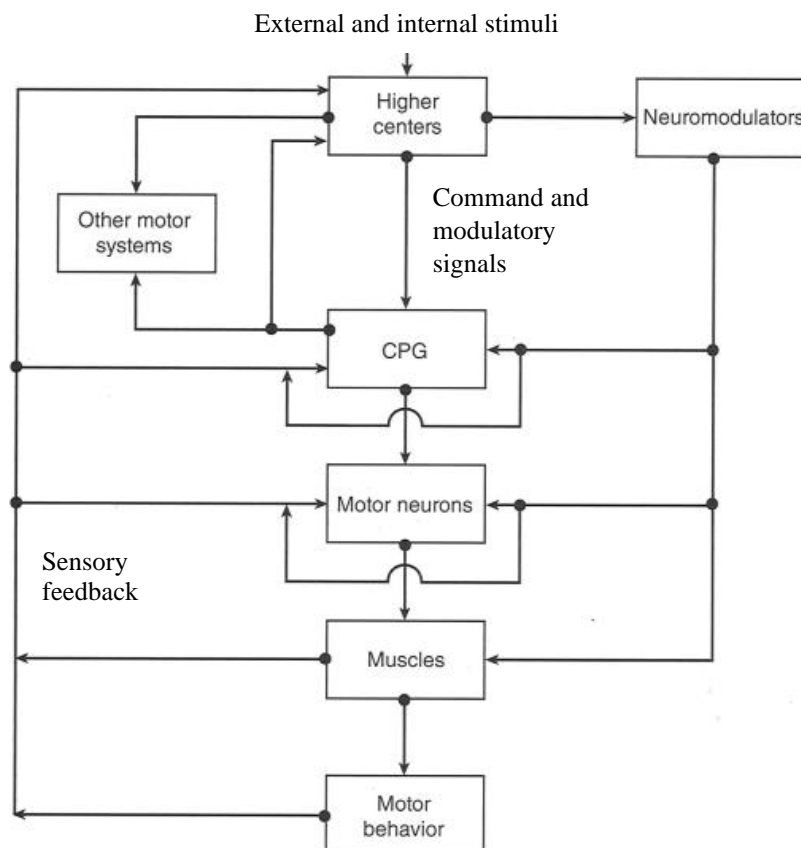 External and internal stimuli
Higher
centers
Neuromodulators
Command and
modulatory
signals
Other motor
systems
CPG
Motor neurons
Sensory
feedback
Muscles
Motor
behavior